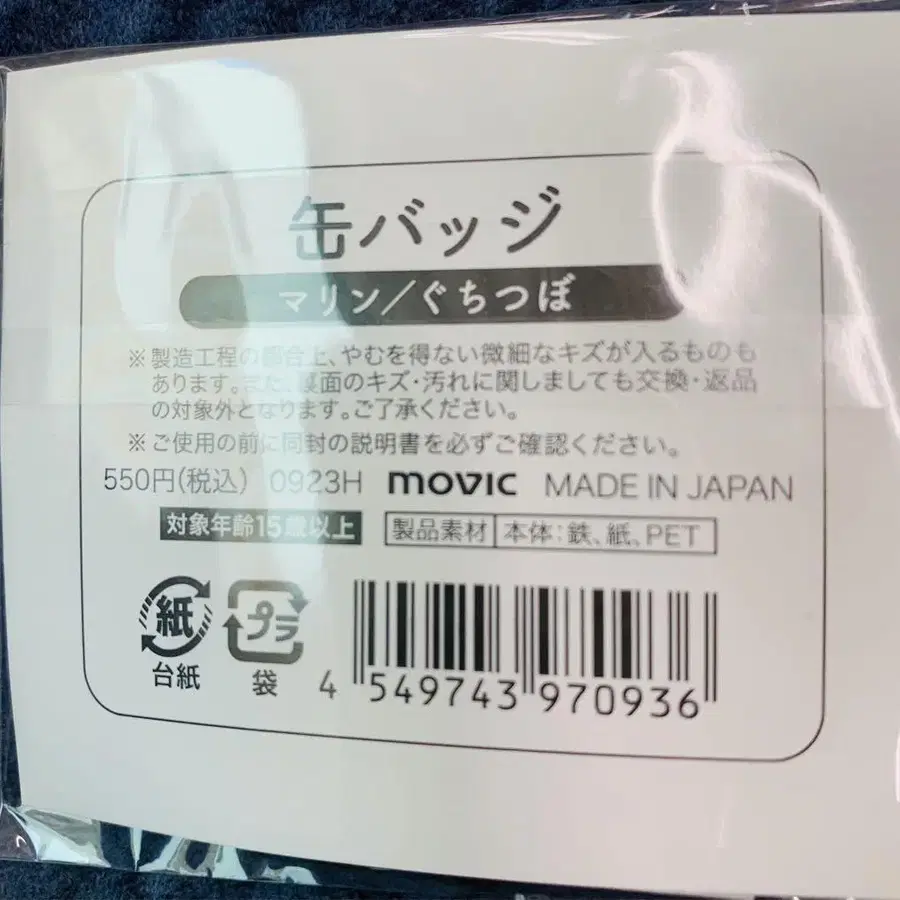 缶バッジ
マリン/ぐちつぼ
※製造工程の都合上、やむを得ない微細なキズが入るものも
あります。また、裏面のキズ・汚れに関しましても交換・返品
の対象外となります。ご了承ください。
※ご使用の前に同封の説明書を必ずご確認ください。
550円(税込) 0923H movic MADE IN JAPAN
対象年齢15歳以上 製品素材 本体:鉄、紙、PET
紙 プラ
台紙 袋 4 549743 970936